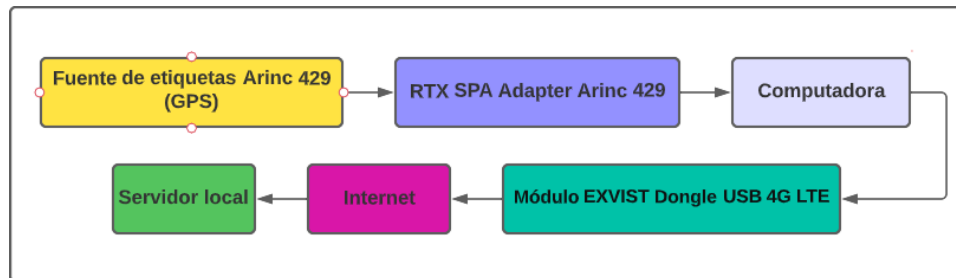 Fuente de etiquetas Arinc 429
(GPS)
RTX SPA Adapter Arinc 429
Computadora
Servidor local
Internet
Módulo EXVIST Dongle USB 4G LTE